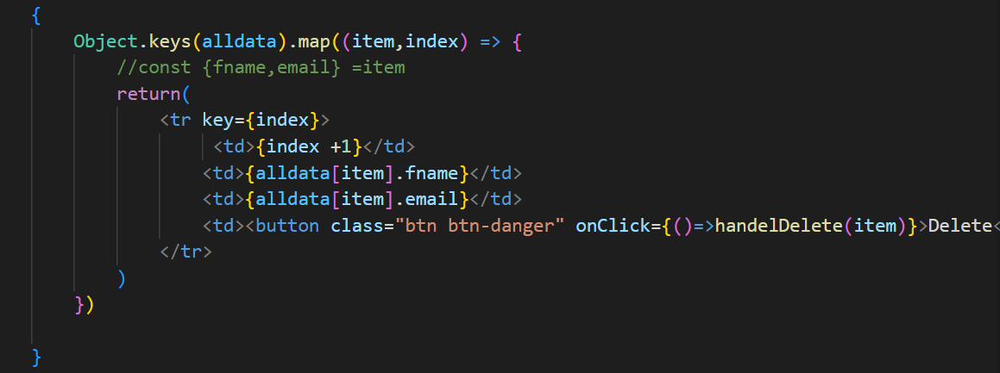 {
Object.keys(alldata).map((item,index) => {
//const {fname,email} =item
return(
<tr key={index}>
<td>{index +1}</td>
<td>{alldata[item].fname}</td>
<td>{alldata[item].email}</td>
<td><button class="btn btn-danger" onClick={()=>handelDelete(item)}>Delete<
</tr>
)
})
}